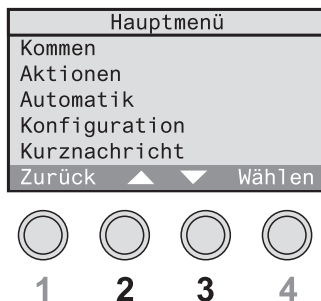 Hauptmenü
Kommen
Aktionen
Automatik
Konfiguration
Kurznachricht
Zurück Wählen
1 2 3 4